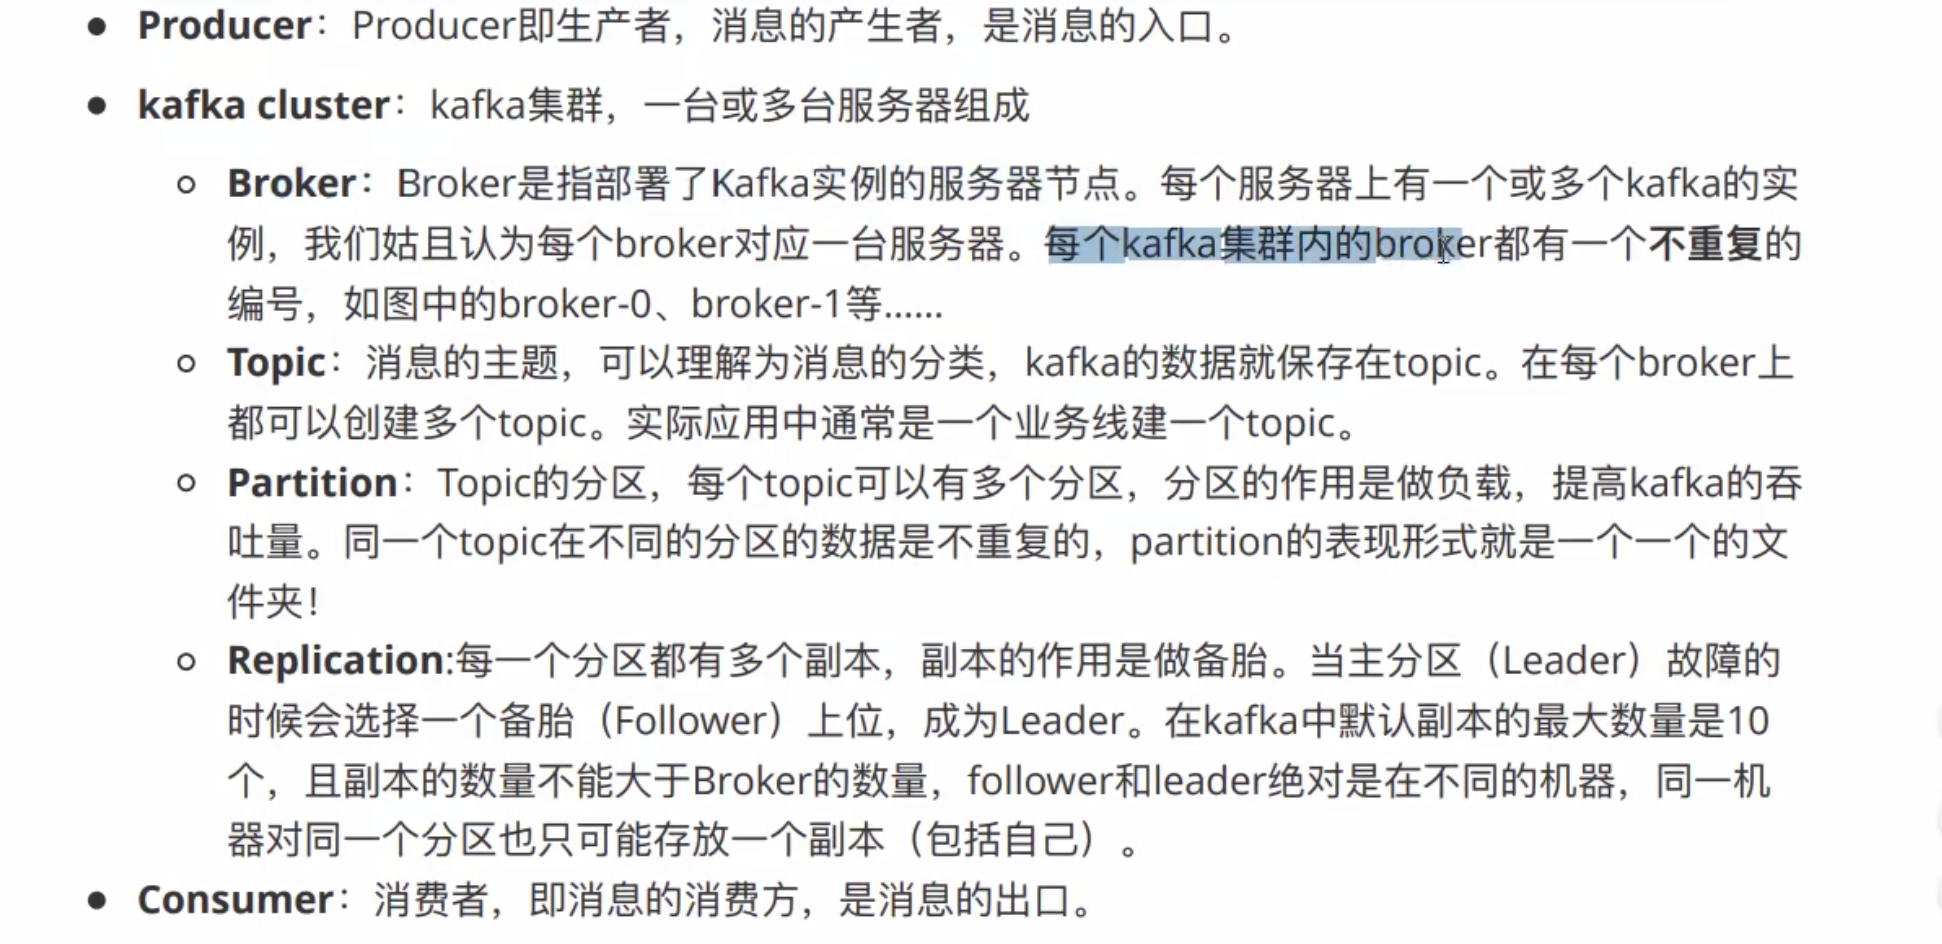 Producer：Producer即生产者，消息的产生者，是消息的入口。
kafka cluster：kafka集群，一台或多台服务器组成
Broker：Broker是指部署了Kafka实例的服务器节点。每个服务器上有一个或多个kafka的实
例，我们姑且认为每个broker对应一台服务器。每个kafka集群内的broker都有一个不重复的
编号，如图中的broker-0、broker-1等……
Topic：消息的主题，可以理解为消息的分类，kafka的数据就保存在topic。在每个broker上
都可以创建多个topic。实际应用中通常是一个业务线建一个topic。
Partition：Topic的分区，每个topic可以有多个分区，分区的作用是做负载，提高kafka的吞
吐量。同一个topic在不同的分区的数据是不重复的，partition的表现形式就是一个一个的文
件夹！
Replication:每一个分区都有多个副本，副本的作用是做备胎。当主分区（Leader）故障的
时候会选择一个备胎（Follower）上位，成为Leader。在kafka中默认副本的最大数量是10
个，且副本的数量不能大于Broker的数量，follower和leader绝对是在不同的机器，同一机
器对同一个分区也只可能存放一个副本（包括自己）。
Consumer：消费者，即消息的消费方，是消息的出口。